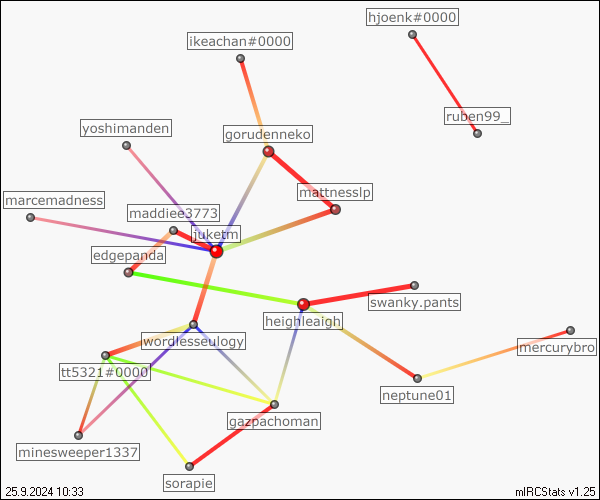 hjoenk#0000
ikeachan#0000
ruben99_
yoshimanden
gorudenneko
mattnesslp
marcemadness
maddiee3773
juketm
edgepanda
swanky.pants
heighleaigh
wordlesseulogy
mercurybro
tt5321#0000
neptune01
gazpachoman
minesweeper1337
sorapie
25.9.2024 10:33
mIRCStats v1.25